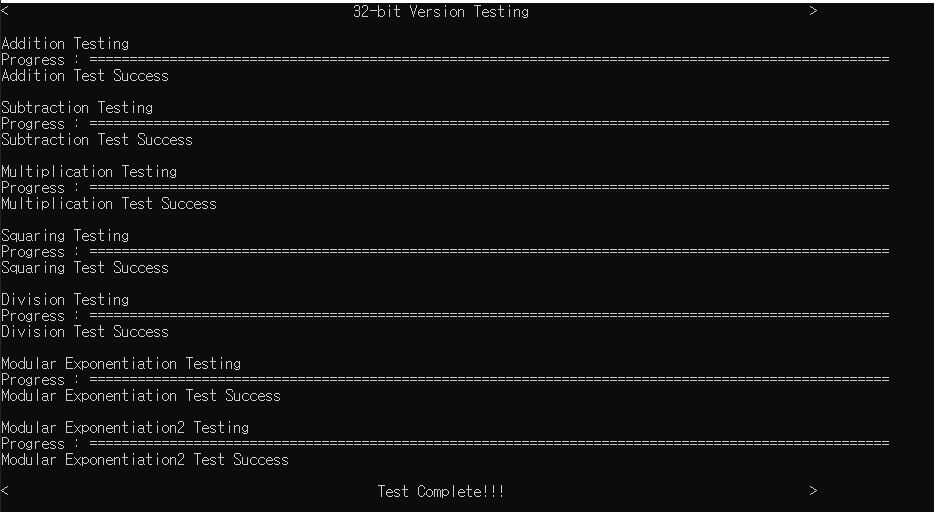 < 32-bit Version Testing >
Addition Testing
Progress : ====================================================================================================
Addition Test Success
Subtraction Testing
Progress : ====================================================================================================
Subtraction Test Success
Multiplication Testing
Progress : ====================================================================================================
Multiplication Test Success
Squaring Testing
Progress : ====================================================================================================
Squaring Test Success
Division Testing
Progress : ====================================================================================================
Division Test Success
Modular Exponentiation Testing
Progress : ====================================================================================================
Modular Exponentiation Test Success
Modular Exponentiation2 Testing
Progress : ====================================================================================================
Modular Exponentiation2 Test Success
< Test Complete!!! >